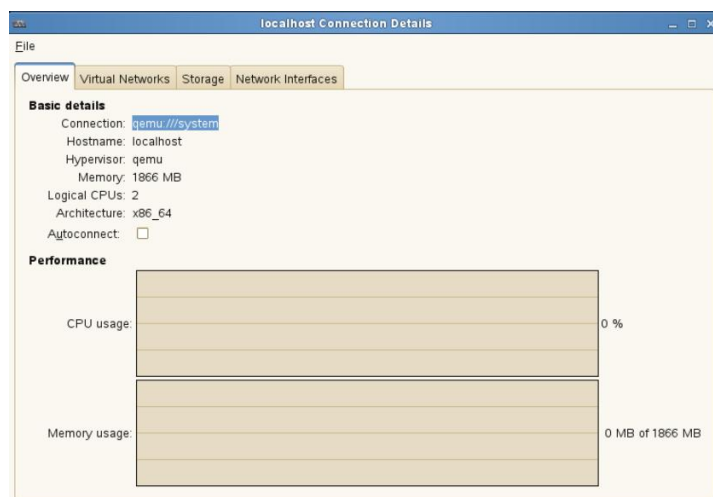 localhost Connection Details
File
Overview Virtual Networks Storage Network Interfaces
Basic details
Connection: qemu:///system
Hostname: localhost
Hypervisor: qemu
Memory: 1866 MB
Logical CPUs: 2
Architecture: x86_64
Autoconnect:
Performance
CPU usage: 0 %
Memory usage: 0 MB of 1866 MB